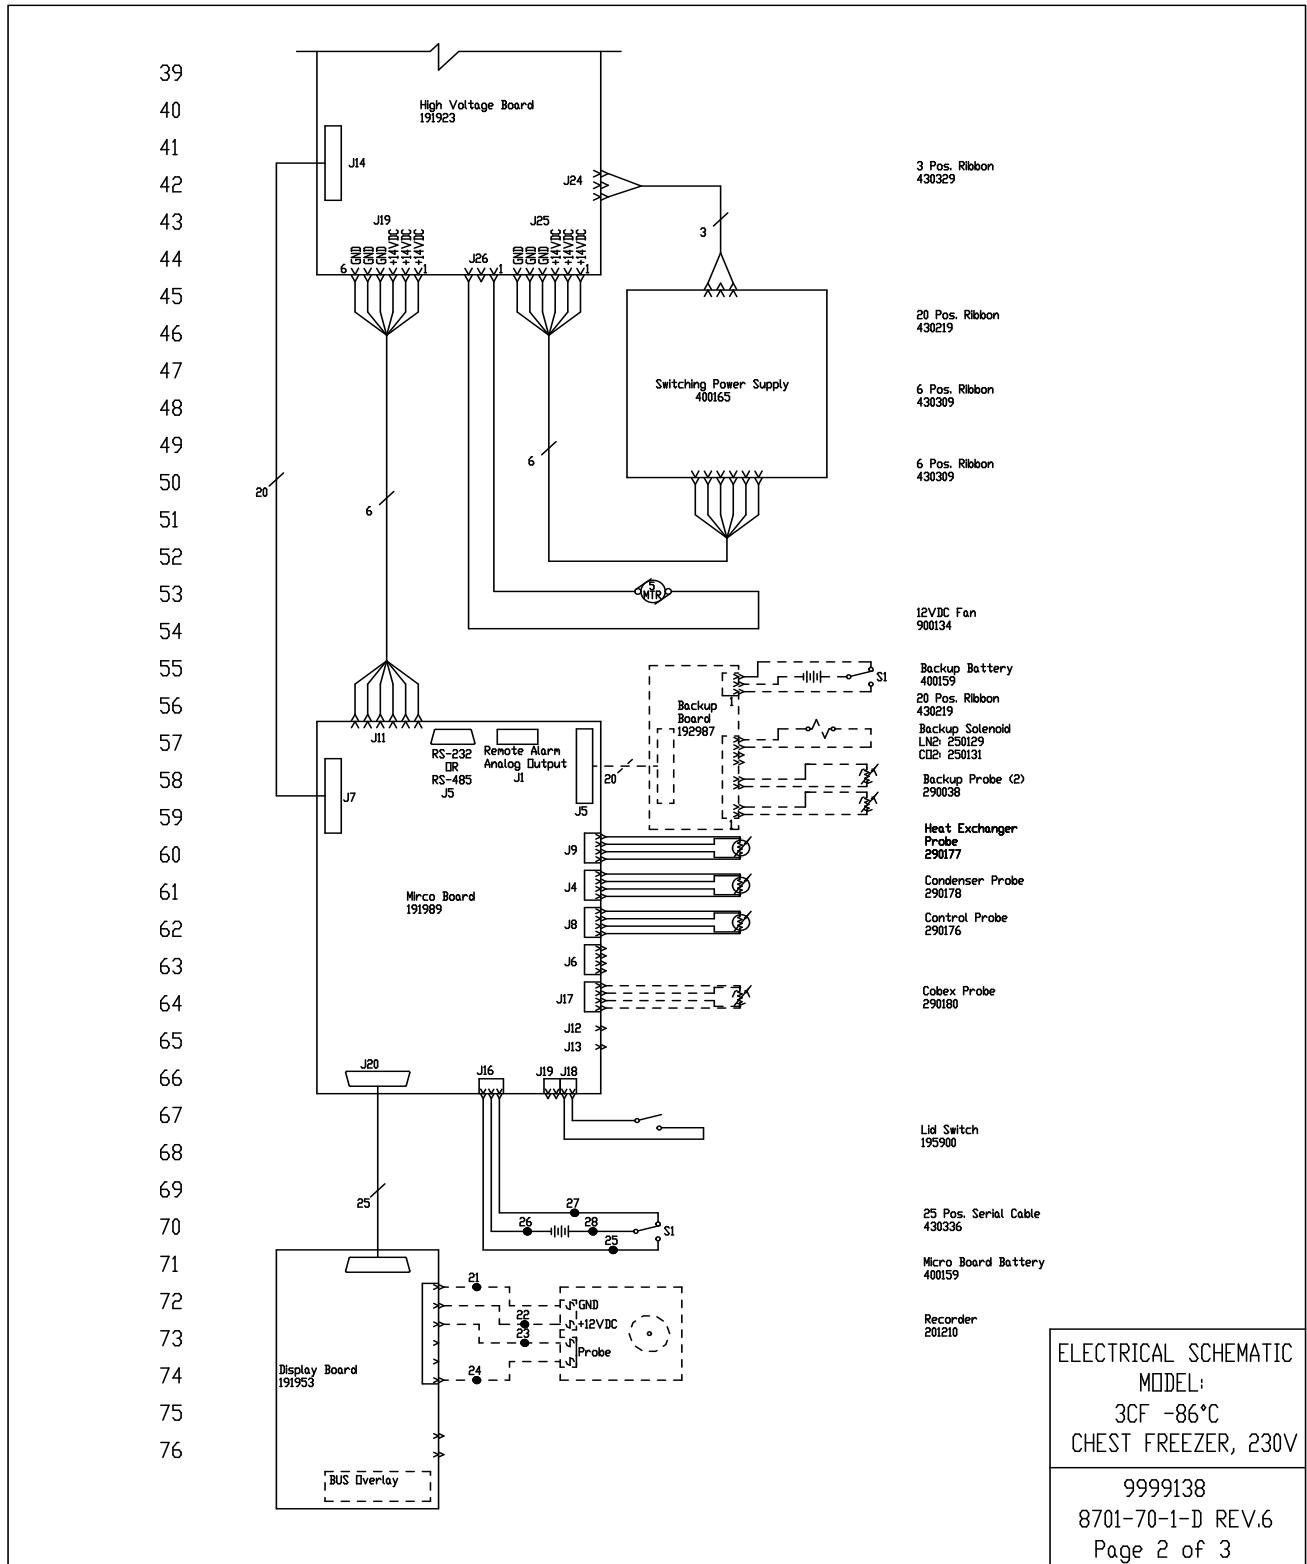 39
40
41
42
43
44
45
46
47
48
49
50
51
52
53
54
55
56
57
58
59
60
61
62
63
64
65
66
67
68
69
70
71
72
73
74
75
76
High Voltage Board
191923
J14
J24
J19
J25
GND
GND
GND
+14VDC
+14VDC
+14VDC
J26
GND
GND
GND
+14VDC
+14VDC
+14VDC
6
1
1
1
3
Switching Power Supply
400165
20
6
6
5
MTR
Backup
Board
192987
1
1
S1
20
J11
RS-232
OR
RS-485
J5
Remote Alarm
Analog Output
J1
J5
J7
J9
J4
J8
J6
J17
J12
J13
Mirco Board
191989
J20
J16
J19
J18
25
27
26
28
25
S1
21
22
23
24
GND
+12VDC
Probe
Display Board
191953
BUS Overlay
3 Pos. Ribbon
430329
20 Pos. Ribbon
430219
6 Pos. Ribbon
430309
6 Pos. Ribbon
430309
12VDC Fan
900134
Backup Battery
400159
20 Pos. Ribbon
430219
Backup Solenoid
LN2: 250129
CO2: 250131
Backup Probe (2)
290038
Heat Exchanger
Probe
290177
Condenser Probe
290178
Control Probe
290176
Cobex Probe
290180
Lid Switch
195900
25 Pos. Serial Cable
430336
Micro Board Battery
400159
Recorder
201210
ELECTRICAL SCHEMATIC
MODEL:
3CF -86°C
CHEST FREEZER, 230V
9999138
8701-70-1-D REV.6
Page 2 of 3